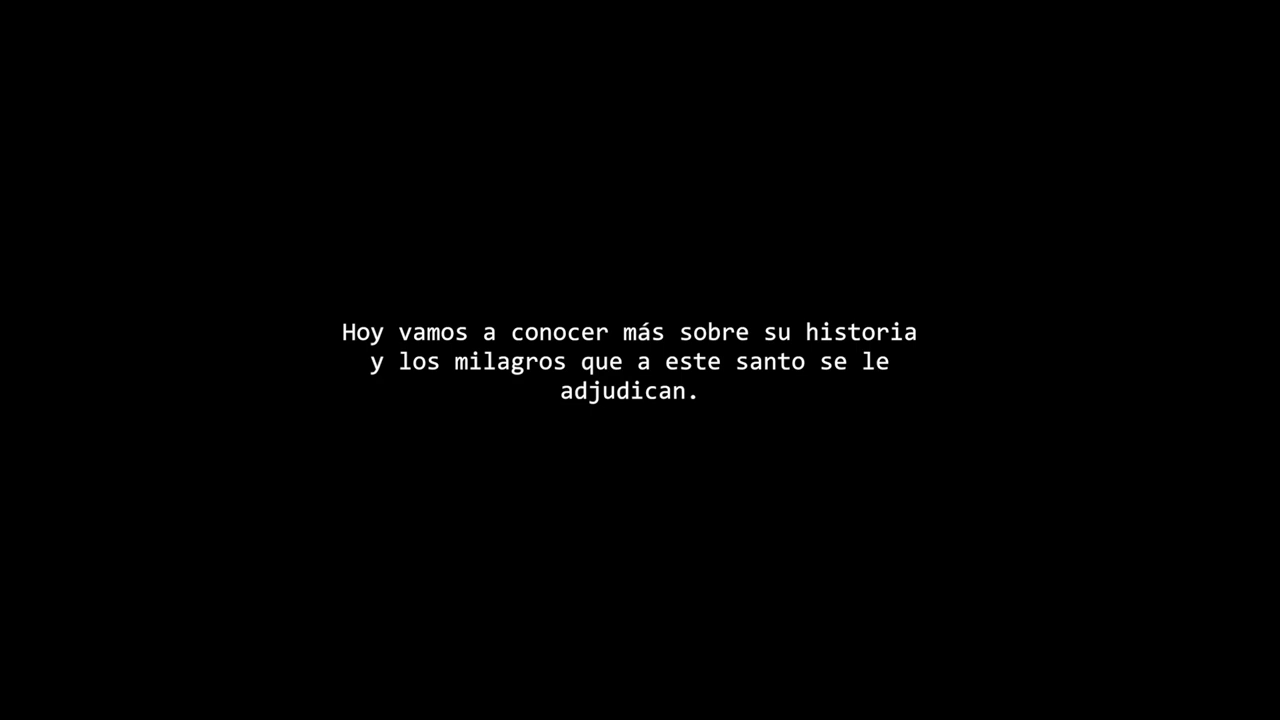 Hoy vamos a conocer más sobre su historia
y los milagros que a este santo se le
adjudican.